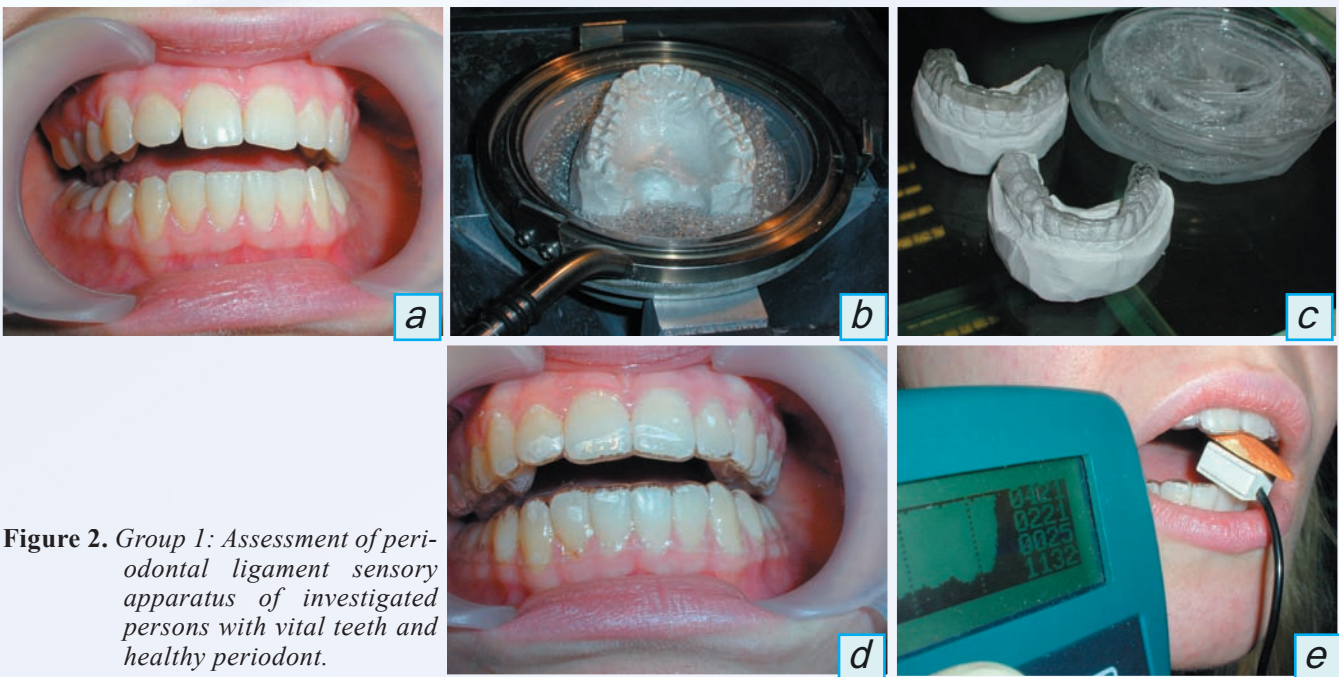 a
b
c
Figure 2. Group 1: Assessment of peri-
odontal ligament sensory
apparatus of investigated
persons with vital teeth and
healthy periodont.
d
0421
0221
0025
1132
e